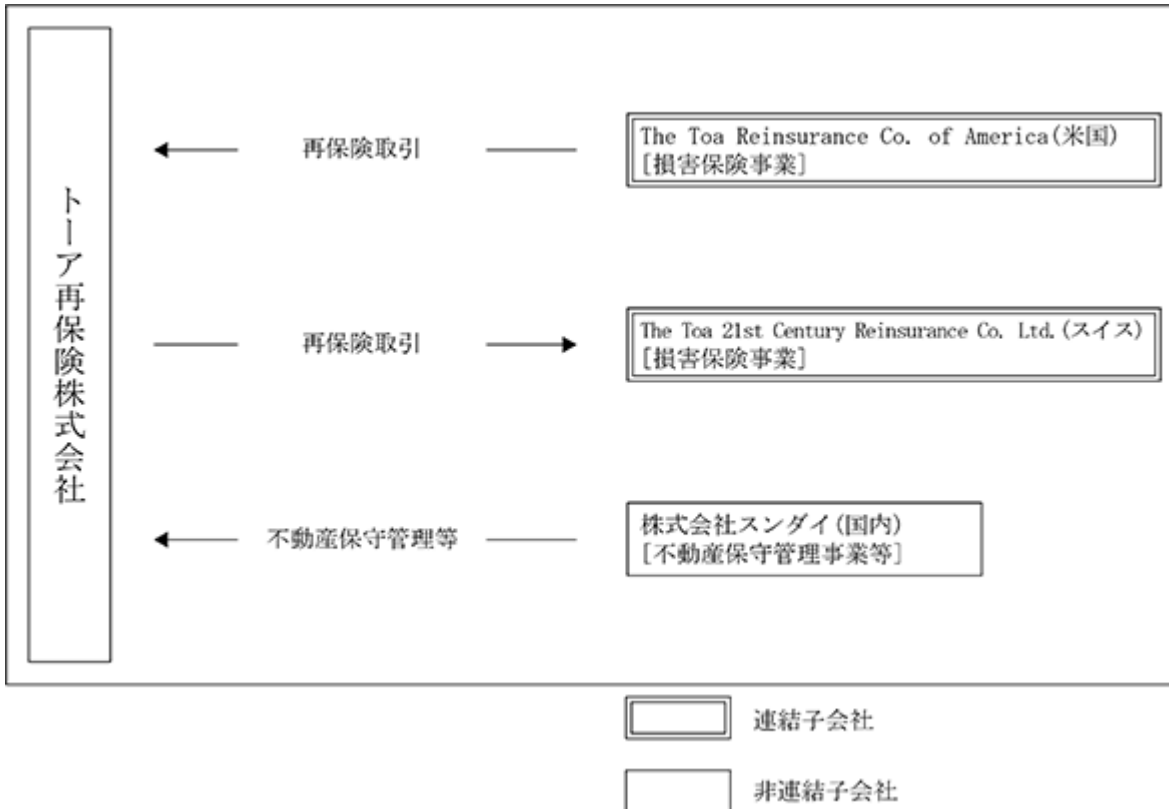 トーア再保険株式会社
再保険取引
The Toa Reinsurance Co. of America(米国)
[損害保険事業]
再保険取引
The Toa 21st Century Reinsurance Co. Ltd.(スイス)
[損害保険事業]
不動産保守管理等
株式会社スンダイ(国内)
[不動産保守管理事業等]
連結子会社
非連結子会社